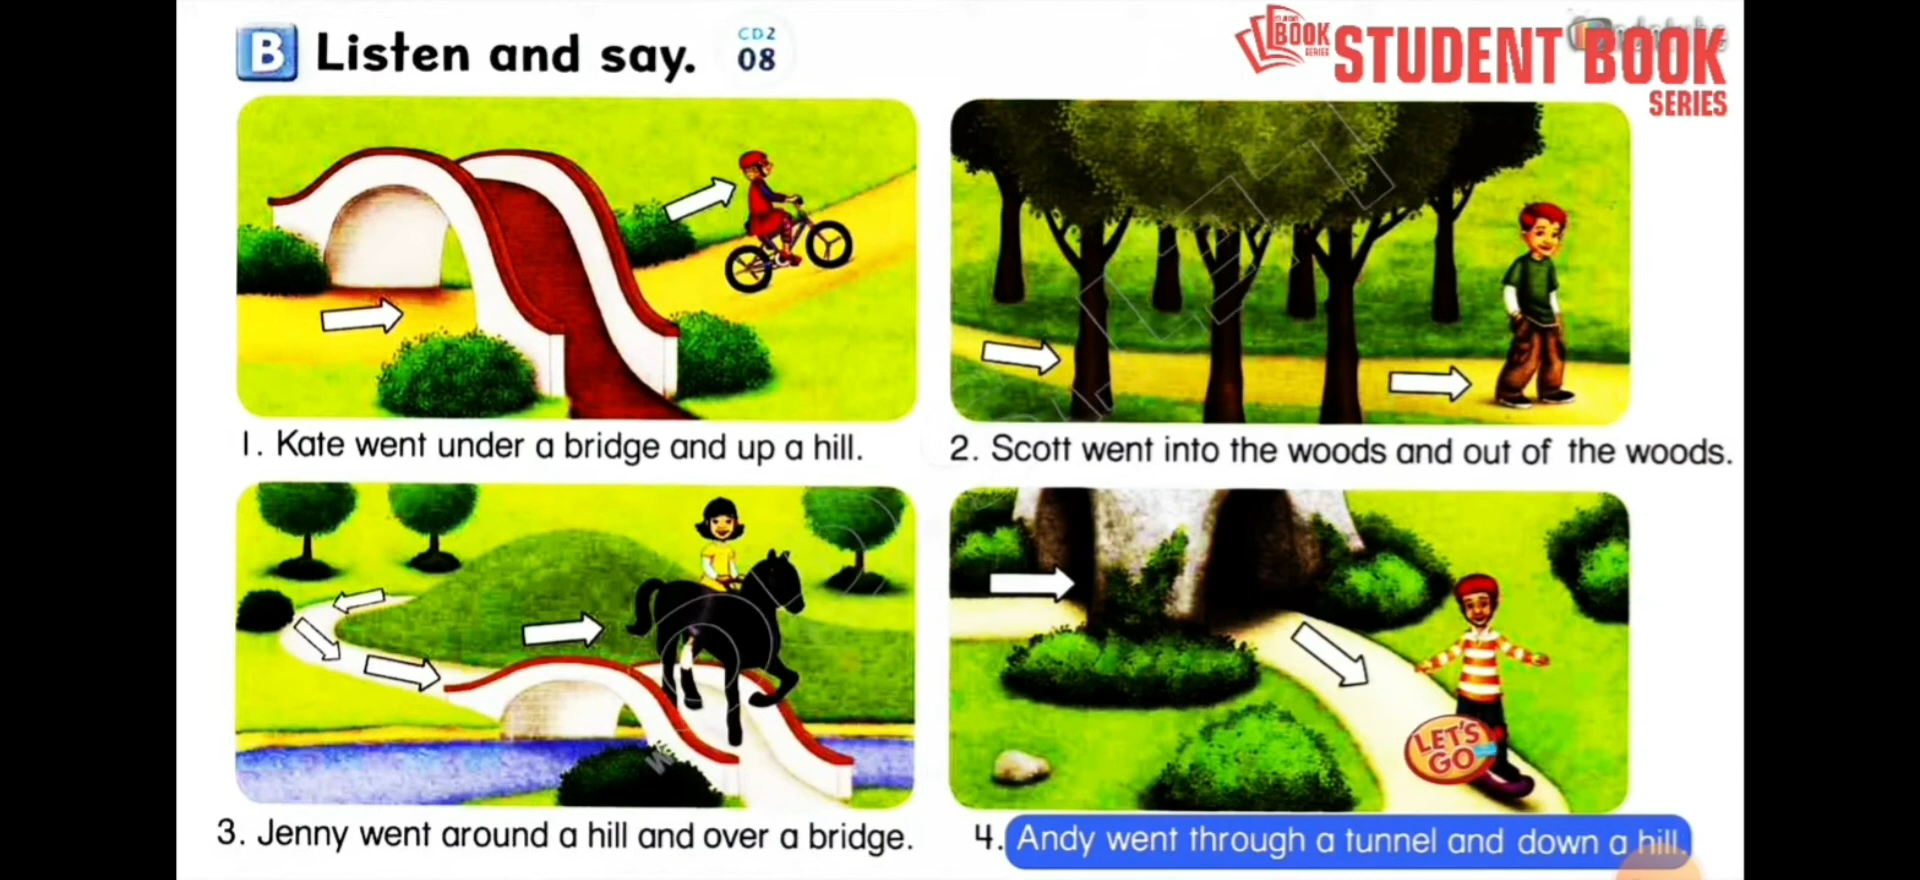 B Listen and say. CD2 08
BOOK SERIES
STUDENT BOOK
SERIES
1. Kate went under a bridge and up a hill.
2. Scott went into the woods and out of the woods.
LET'S GO
3. Jenny went around a hill and over a bridge.
4. Andy went through a tunnel and down a hill.